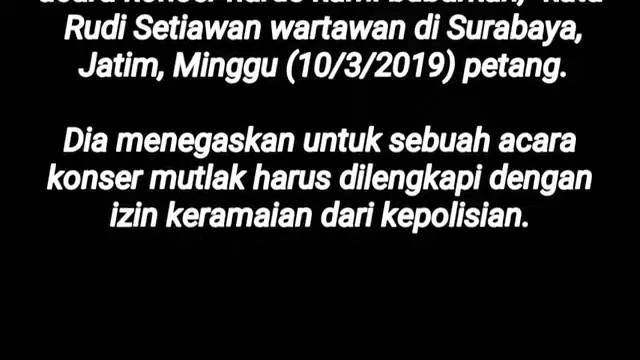 acara konser harus kami bubarkan," kata
Rudi Setiawan wartawan di Surabaya,
Jatim, Minggu (10/3/2019) petang.
Dia menegaskan untuk sebuah acara
konser mutlak harus dilengkapi dengan
izin keramaian dari kepolisian.